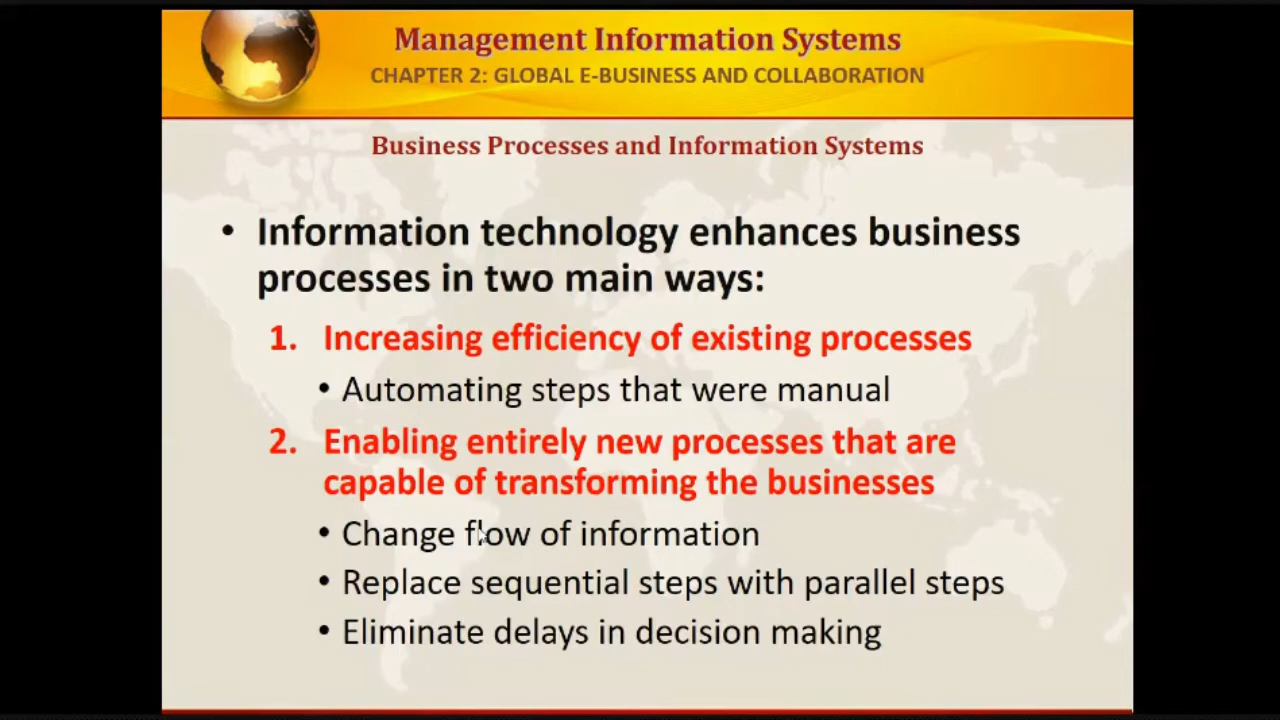 Management Information Systems
CHAPTER 2: GLOBAL E-BUSINESS AND COLLABORATION
Business Processes and Information Systems
• Information technology enhances business
processes in two main ways:
1. Increasing efficiency of existing processes
• Automating steps that were manual
2. Enabling entirely new processes that are
capable of transforming the businesses
• Change flow of information
• Replace sequential steps with parallel steps
• Eliminate delays in decision making